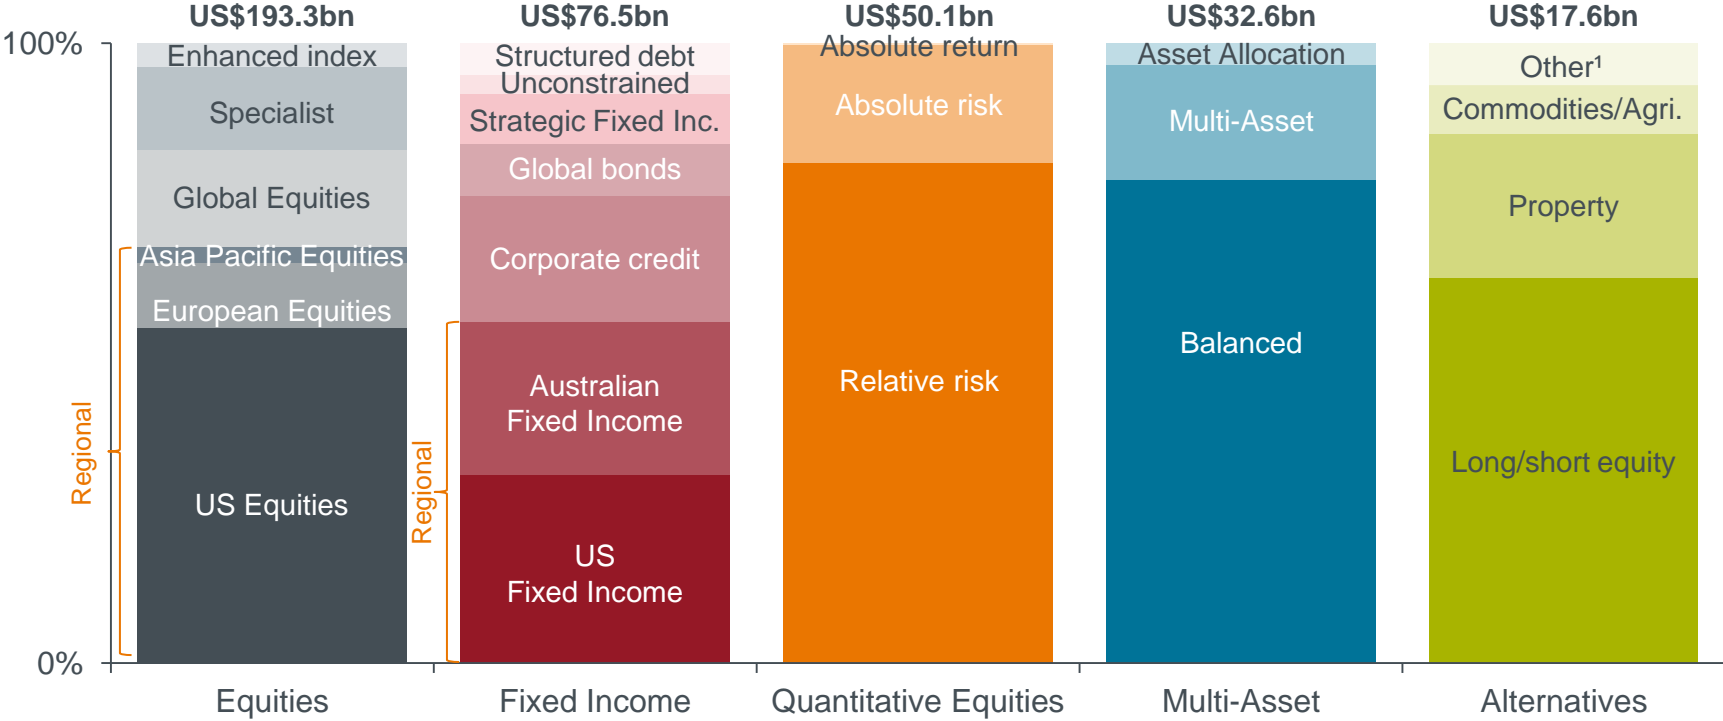 US$193.3bn
US$76.5bn
US$50.1bn
US$32.6bn
US$17.6bn
100%
0%
Enhanced index
Specialist
Global Equities
Asia Pacific Equities
European Equities
US Equities
Regional
Structured debt
Unconstrained
Strategic Fixed Inc.
Global bonds
Corporate credit
Australian
Fixed Income
US
Fixed Income
Regional
Absolute return
Absolute risk
Relative risk
Asset Allocation
Multi-Asset
Balanced
Other¹
Commodities/Agri.
Property
Long/short equity
Equities
Fixed Income
Quantitative Equities
Multi-Asset
Alternatives